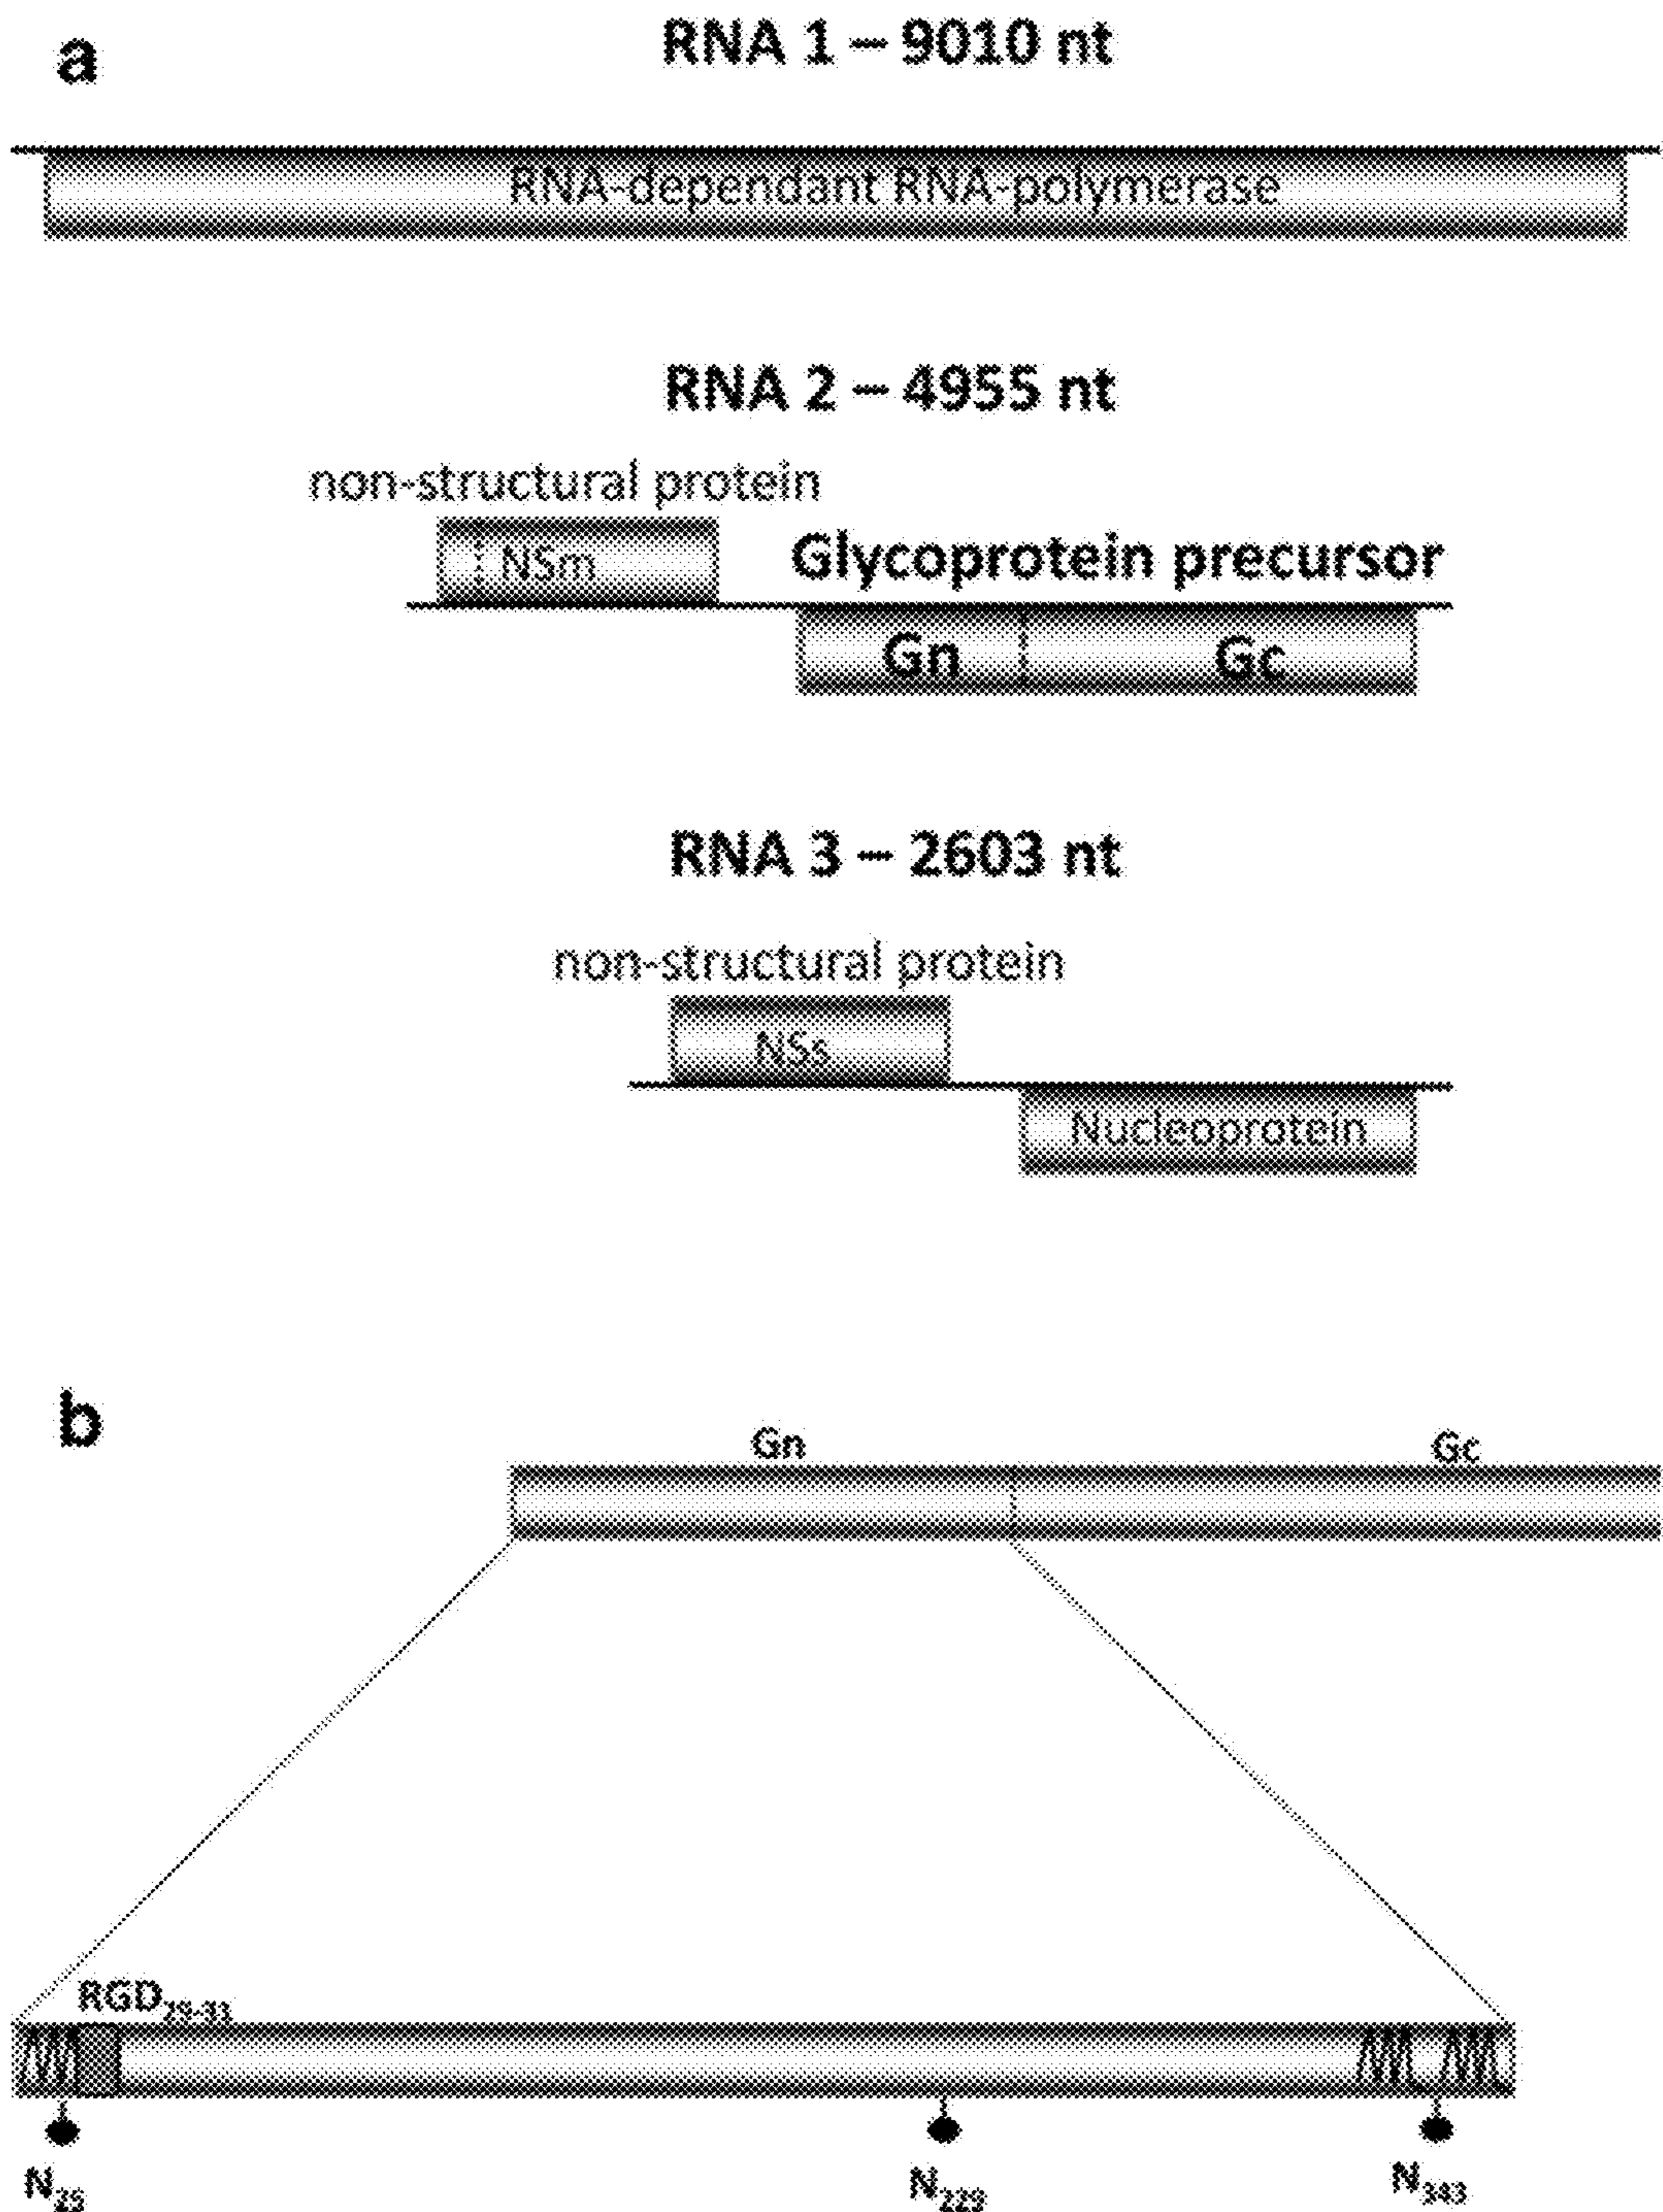 a
RNA 1 – 9010 nt
RNA-dependant RNA-polymerase
RNA 2 – 4955 nt
non-structural protein
NSm
Glycoprotein precursor
Gn
Gc
RNA 3 – 2603 nt
non-structural protein
NSs
Nucleoprotein
b
Gn
Gc
RGD29-31
N25
N229
N343